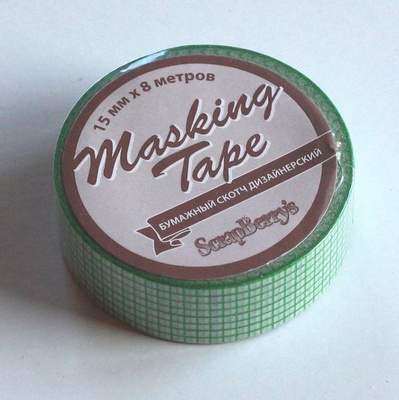 15 мм x 8 метров
Masking
Tape
БУМАЖНЫЙ СКОТЧ ДИЗАЙНЕРСКИЙ
ScrapBerry's